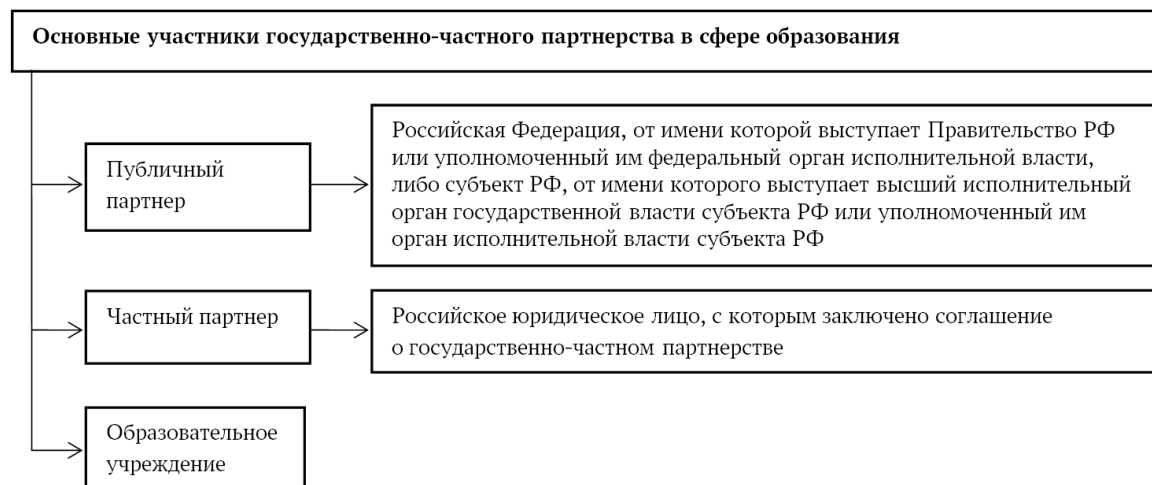 Основные участники государственно-частного партнерства в сфере образования
Публичный
партнер
Российская Федерация, от имени которой выступает Правительство РФ
или уполномоченный им федеральный орган исполнительной власти,
либо субъект РФ, от имени которого выступает высший исполнительный
орган государственной власти субъекта РФ или уполномоченный им
орган исполнительной власти субъекта РФ
Частный партнер
Российское юридическое лицо, с которым заключено соглашение
о государственно-частном партнерстве
Образовательное
учреждение